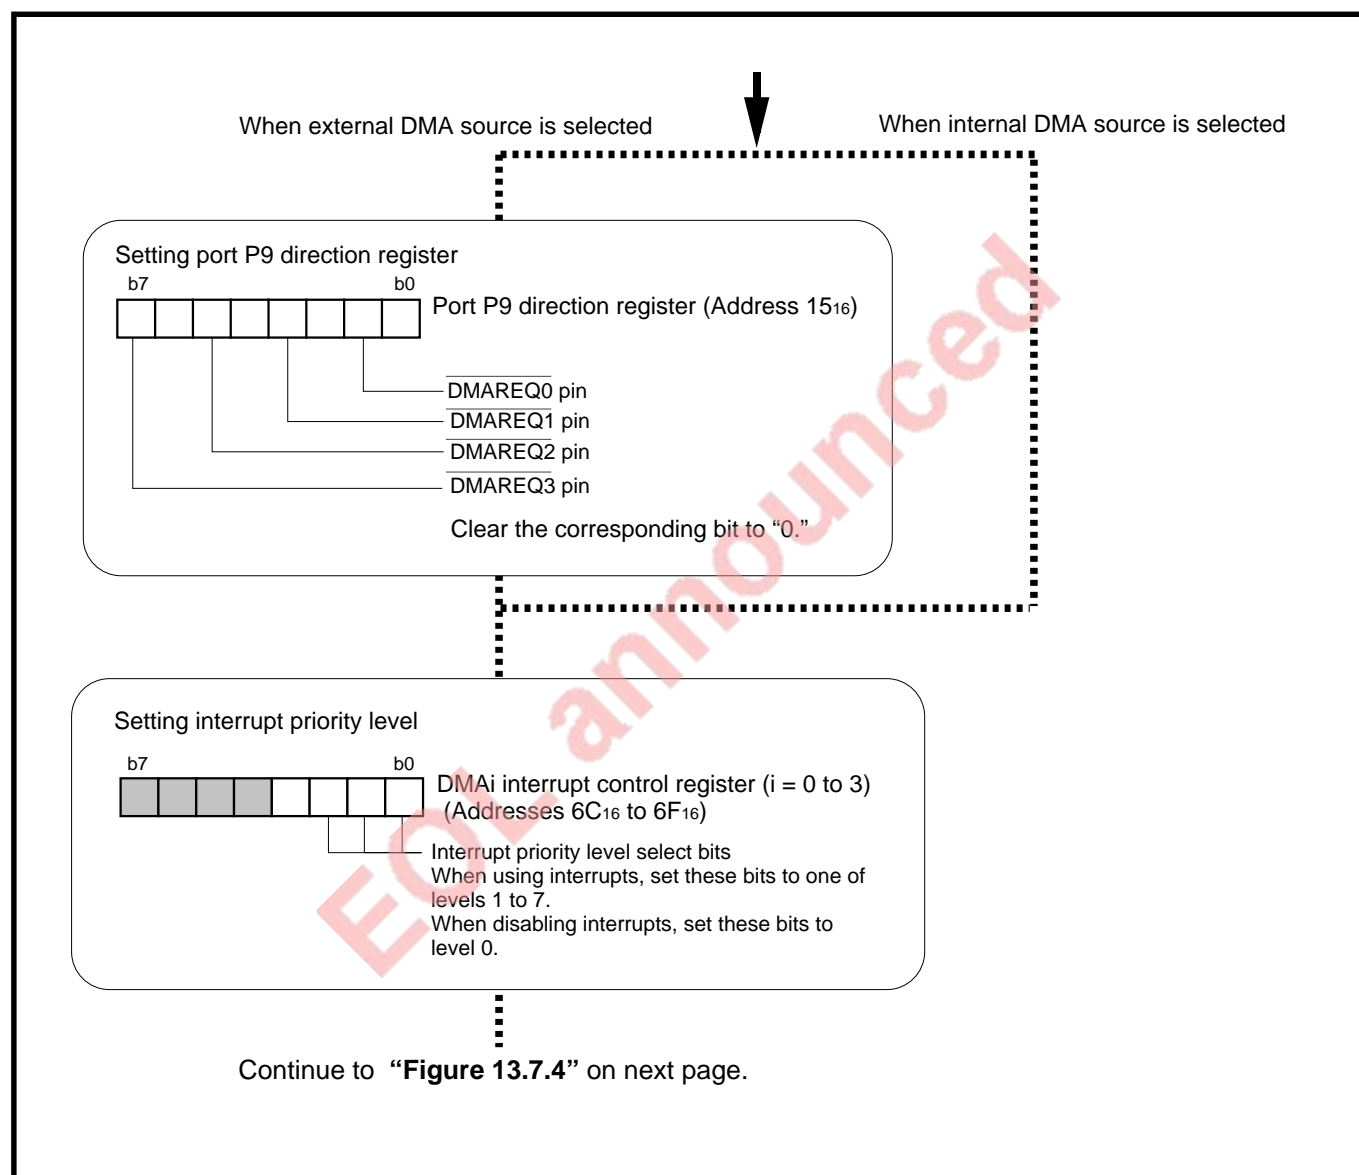 When external DMA source is selected
When internal DMA source is selected
Setting port P9 direction register
b7 b0
Port P9 direction register (Address 15₁₆)
DMAREQ0 pin
DMAREQ1 pin
DMAREQ2 pin
DMAREQ3 pin
Clear the corresponding bit to “0.”
Setting interrupt priority level
b7 b0
DMAi interrupt control register (i = 0 to 3)
(Addresses 6C₁₆ to 6F₁₆)
Interrupt priority level select bits
When using interrupts, set these bits to one of
levels 1 to 7.
When disabling interrupts, set these bits to
level 0.
Continue to “Figure 13.7.4” on next page.
EOL announced